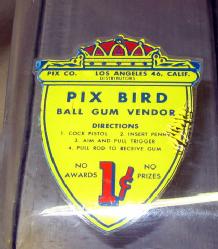 PIX CO. LOS ANGELES 46, CALIF.
DISTRIBUTORS
PIX BIRD
BALL GUM VENDOR
DIRECTIONS
1. COCK PISTOL 2. INSERT PENNY
3. AIM AND PULL TRIGGER
4. PULL ROD TO RECEIVE GUM
NO AWARDS 1¢ NO PRIZES